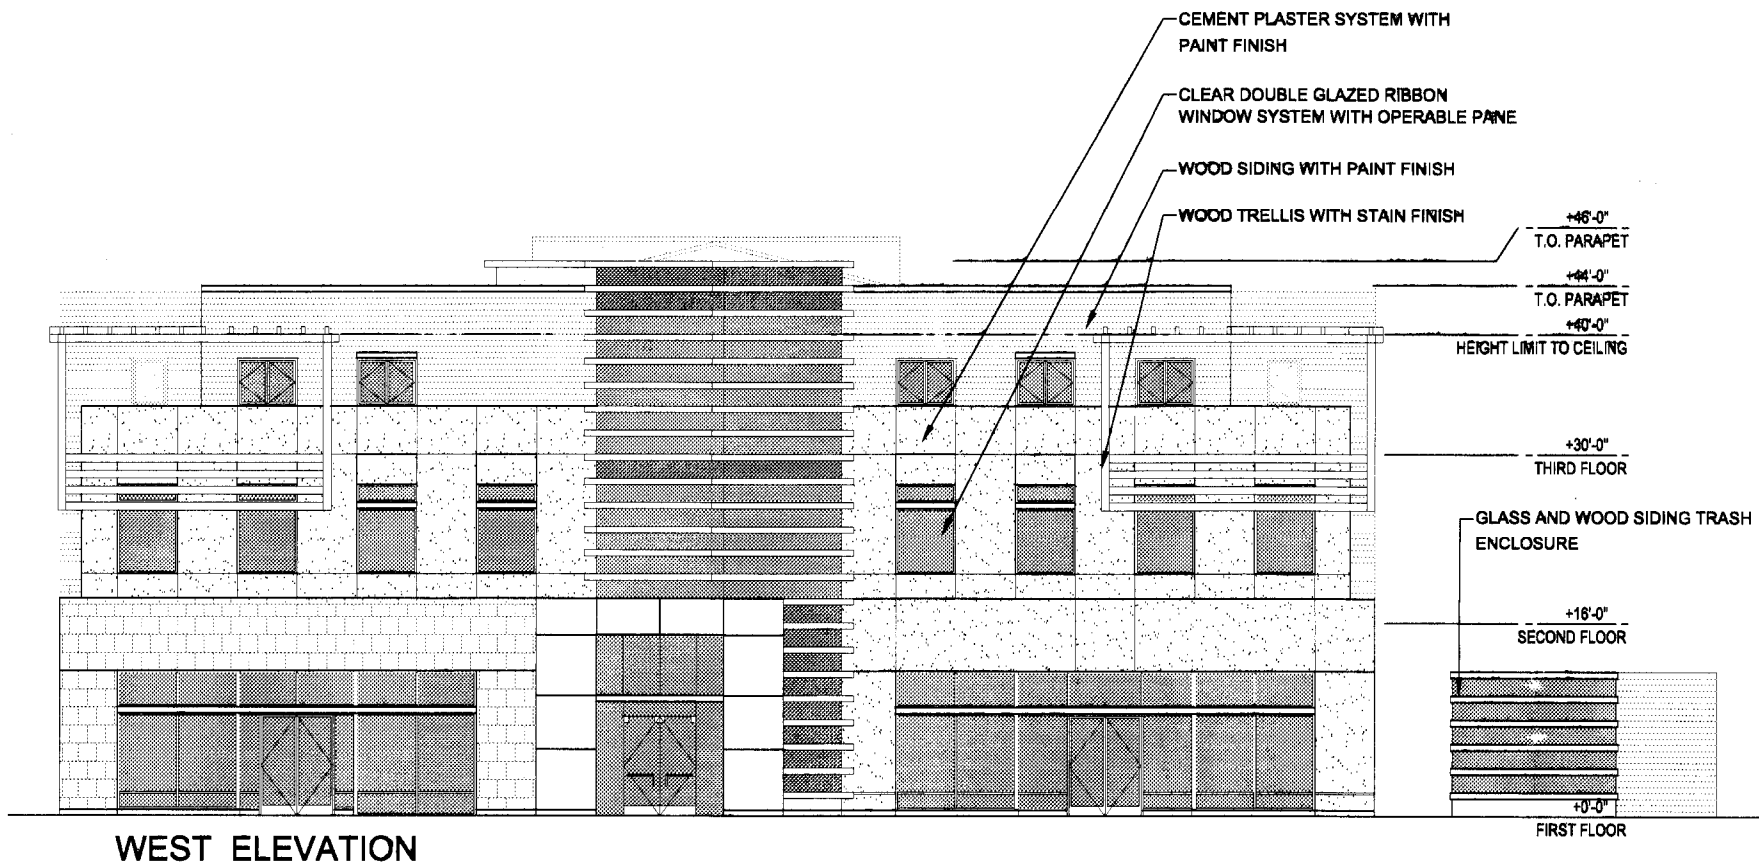 CEMENT PLASTER SYSTEM WITH
PAINT FINISH
CLEAR DOUBLE GLAZED RIBBON
WINDOW SYSTEM WITH OPERABLE PANE
WOOD SIDING WITH PAINT FINISH
WOOD TRELLIS WITH STAIN FINISH
+46'-0"
T.O. PARAPET
+44'-0"
T.O. PARAPET
+40'-0"
HEIGHT LIMIT TO CEILING
+30'-0"
THIRD FLOOR
GLASS AND WOOD SIDING TRASH
ENCLOSURE
+16'-0"
SECOND FLOOR
+0'-0"
FIRST FLOOR
WEST ELEVATION